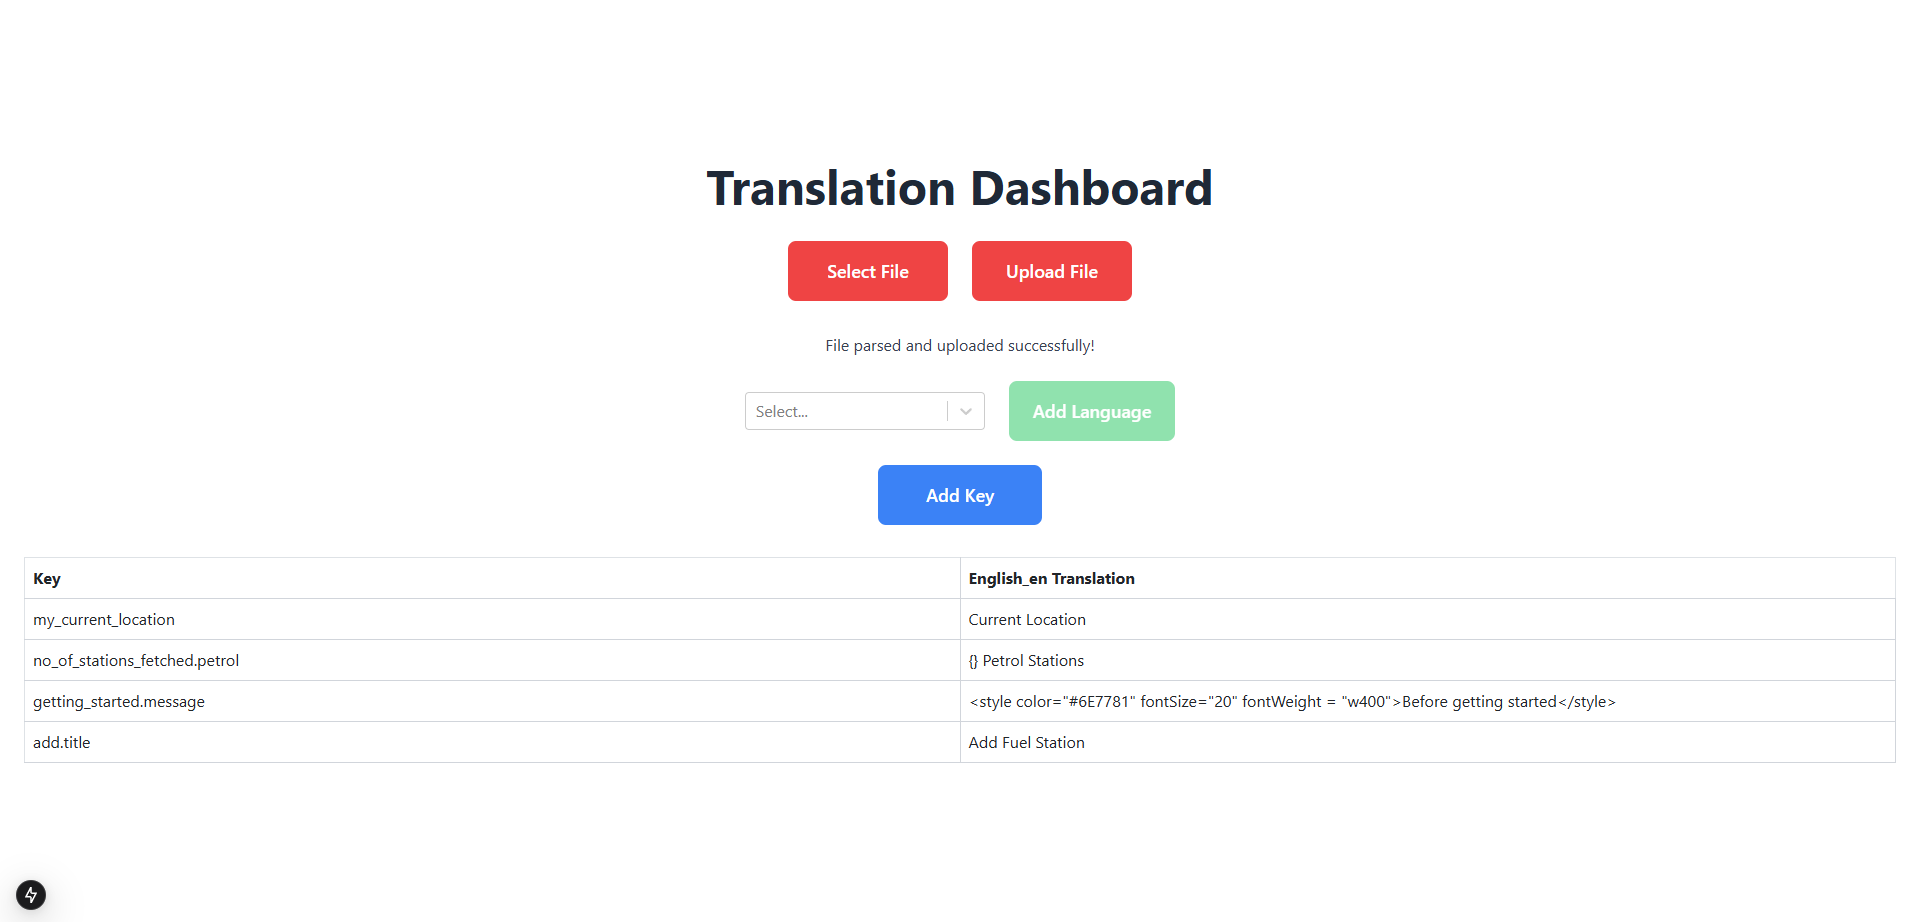 Translation Dashboard
Select File Upload File
File parsed and uploaded successfully!
Select... Add Language
Add Key
Key English_en Translation
my_current_location Current Location
no_of_stations_fetched.petrol {} Petrol Stations
getting_started.message <style color="#6E7781" fontSize="20" fontWeight = "w400">Before getting started</style>
add.title Add Fuel Station